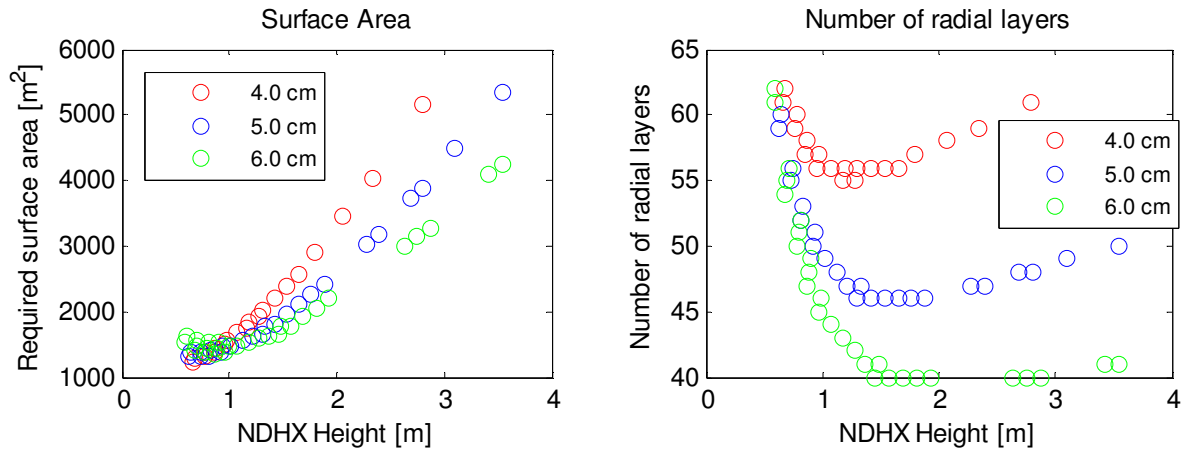 Surface Area
6000
5000
4000
3000
2000
1000
Required surface area [m²]
4.0 cm
5.0 cm
6.0 cm
0 1 2 3 4
NDHX Height [m]
Number of radial layers
65
60
55
50
45
40
Number of radial layers
4.0 cm
5.0 cm
6.0 cm
0 1 2 3 4
NDHX Height [m]